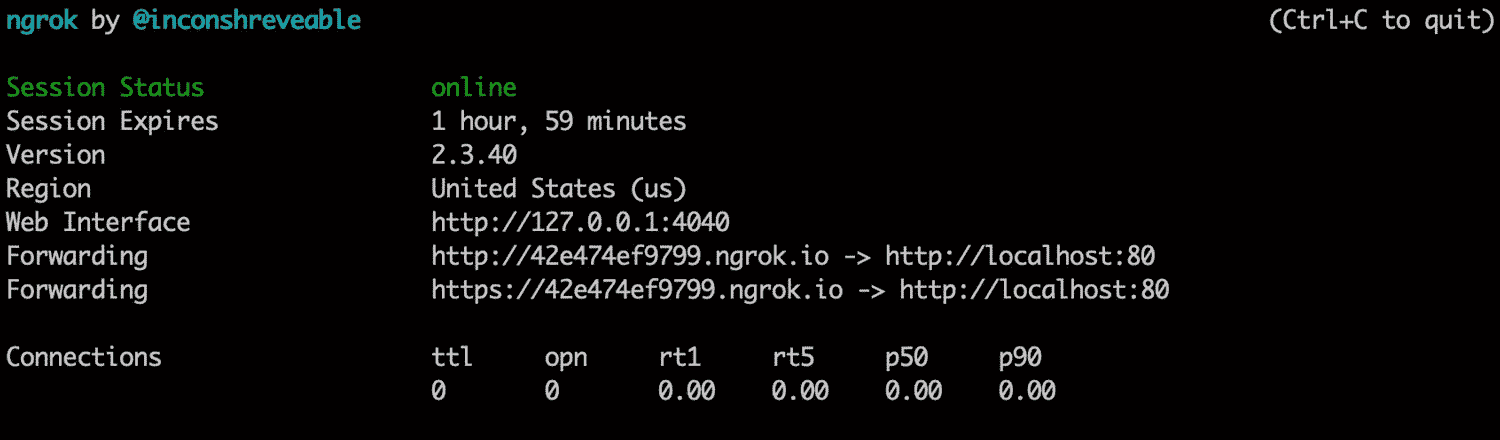 ngrok by @inconshreveable (Ctrl+C to quit)
Session Status online
Session Expires 1 hour, 59 minutes
Version 2.3.40
Region United States (us)
Web Interface http://127.0.0.1:4040
Forwarding http://42e474ef9799.ngrok.io -> http://localhost:80
Forwarding https://42e474ef9799.ngrok.io -> http://localhost:80
Connections ttl opn rt1 rt5 p50 p90
0 0 0.00 0.00 0.00 0.00